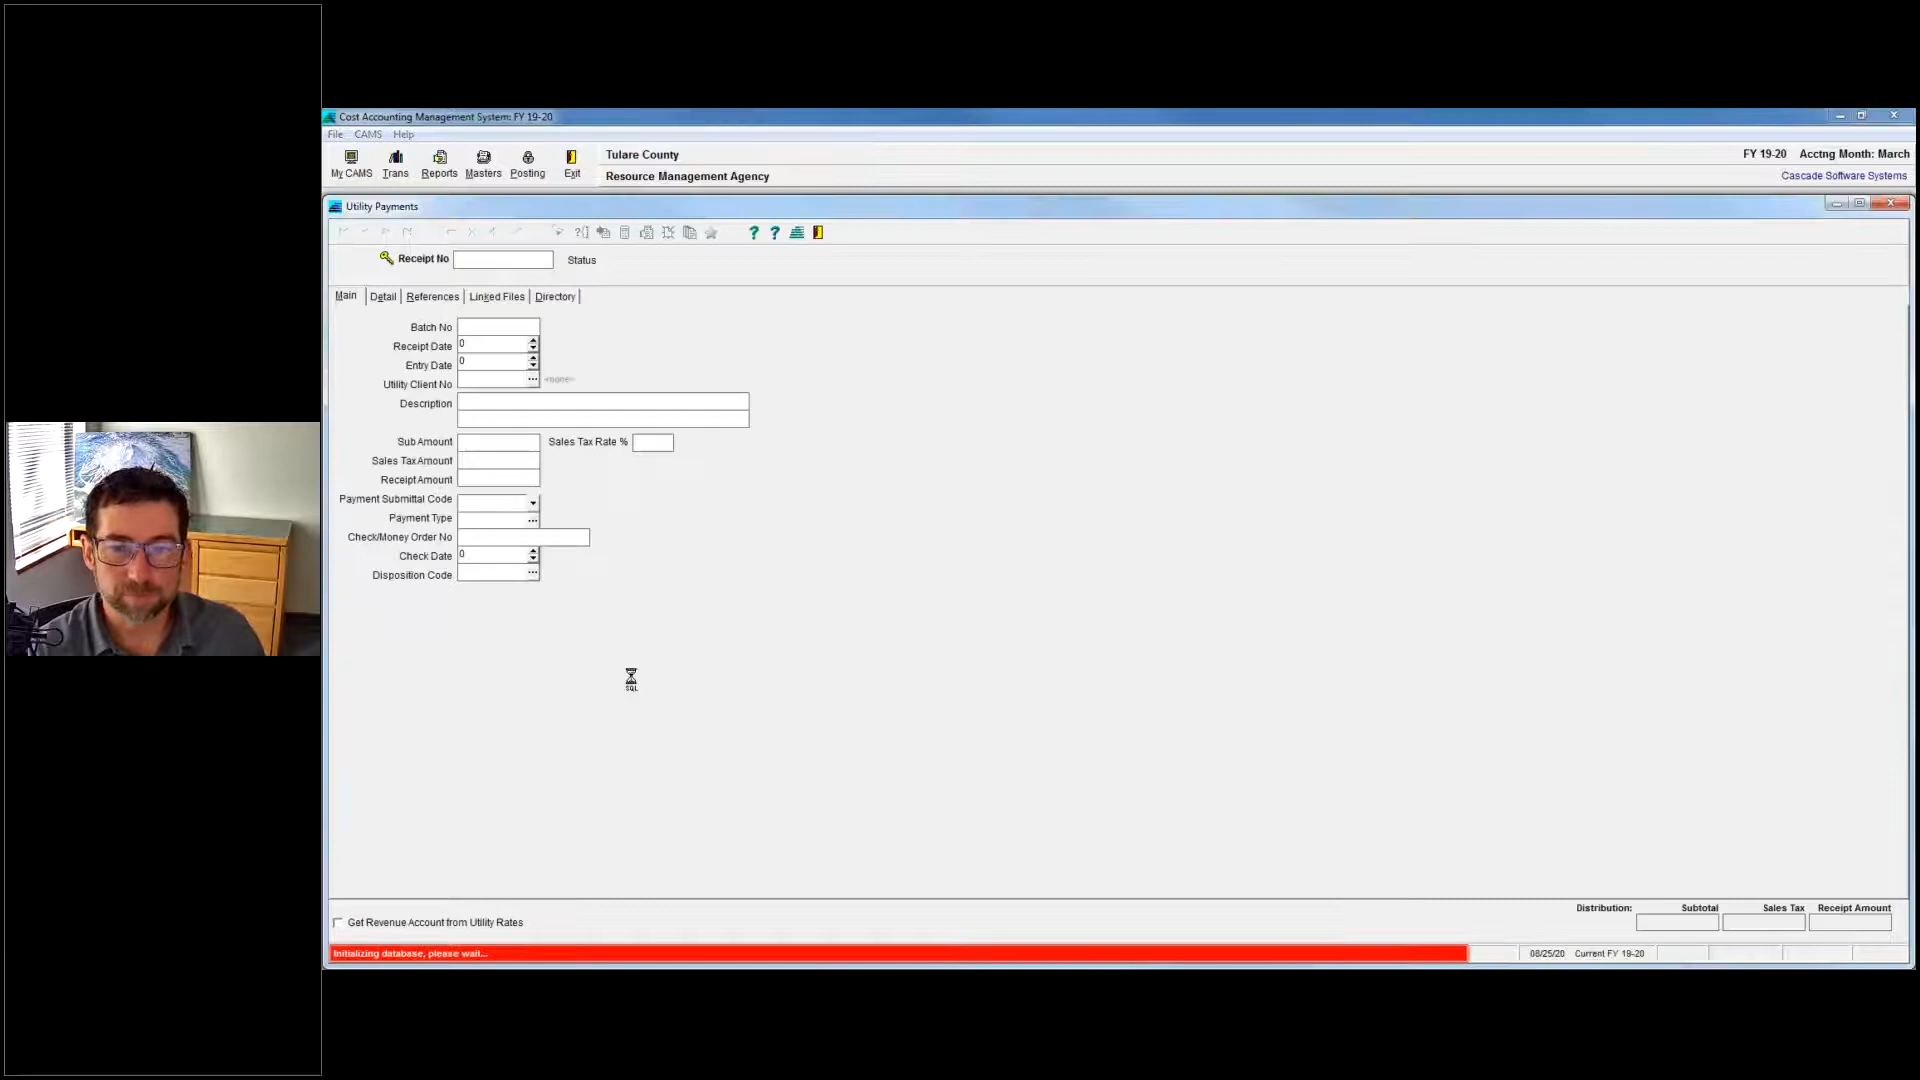 Cost Accounting Management System: FY 19-20
File CAMS Help
My CAMS Trans Reports Masters Posting Exit
Tulare County
Resource Management Agency
FY 19-20 Acctng Month: March
Cascade Software Systems
Utility Payments
Receipt No
Status
Main Detail References Linked Files Directory
Batch No
Receipt Date 0
Entry Date 0
Utility Client No <none>
Description
Sub Amount Sales Tax Rate %
Sales Tax Amount
Receipt Amount
Payment Submittal Code
Payment Type
Check/Money Order No
Check Date 0
Disposition Code
SQL
Get Revenue Account from Utility Rates
Distribution: Subtotal Sales Tax Receipt Amount
Initializing database, please wait...
08/25/20 Current FY 19-20